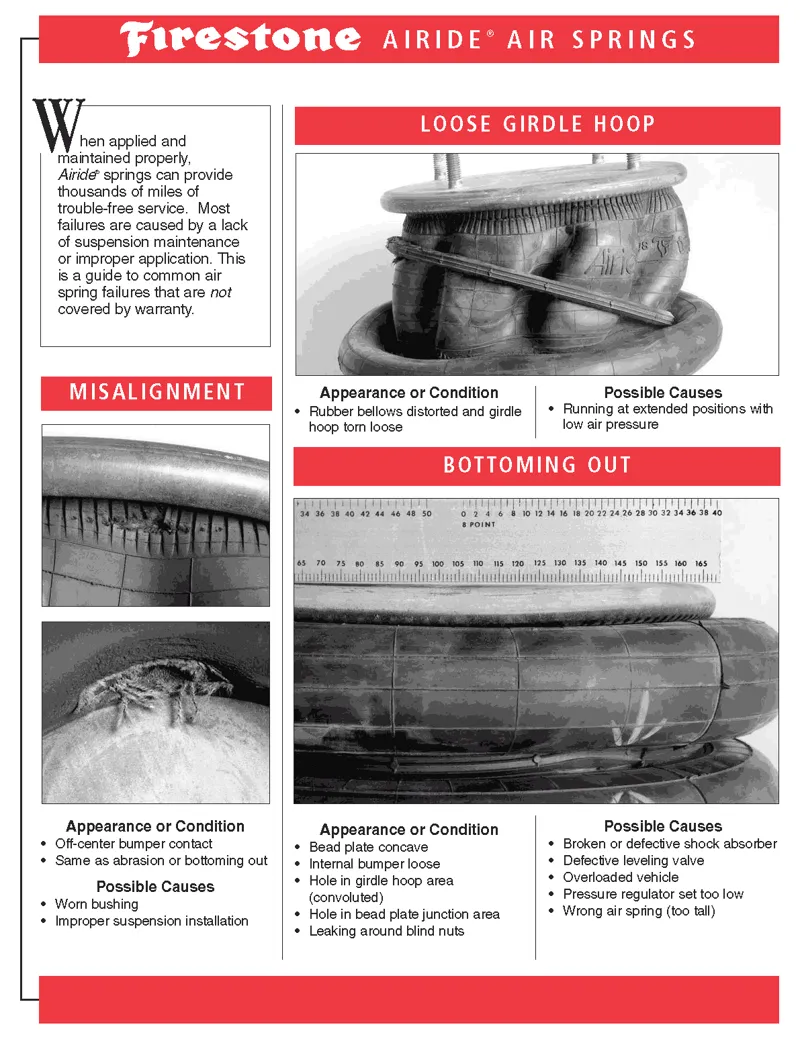 Firestone AIRIDE® AIR SPRINGS
When applied and
maintained properly,
Airide® springs can provide
thousands of miles of
trouble-free service. Most
failures are caused by a lack
of suspension maintenance
or improper application. This
is a guide to common air
spring failures that are not
covered by warranty.
MISALIGNMENT
Appearance or Condition
• Off-center bumper contact
• Same as abrasion or bottoming out
Possible Causes
• Worn bushing
• Improper suspension installation
LOOSE GIRDLE HOOP
Airide
Appearance or Condition
• Rubber bellows distorted and girdle
hoop torn loose
Possible Causes
• Running at extended positions with
low air pressure
BOTTOMING OUT
34 36 38 40 42 44 46 48 50 0 2 4 6 8 10 12 14 16 18 20 22 24 26 28 30 32 34 36 38 40
8 POINT
65 70 75 80 85 90 95 100 105 110 115 120 125 130 135 140 145 150 155 160 165
Appearance or Condition
• Bead plate concave
• Internal bumper loose
• Hole in girdle hoop area
(convoluted)
• Hole in bead plate junction area
• Leaking around blind nuts
Possible Causes
• Broken or defective shock absorber
• Defective leveling valve
• Overloaded vehicle
• Pressure regulator set too low
• Wrong air spring (too tall)